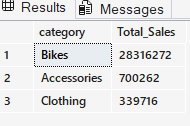 Results Messages
category Total_Sales
1 Bikes 28316272
2 Accessories 700262
3 Clothing 339716